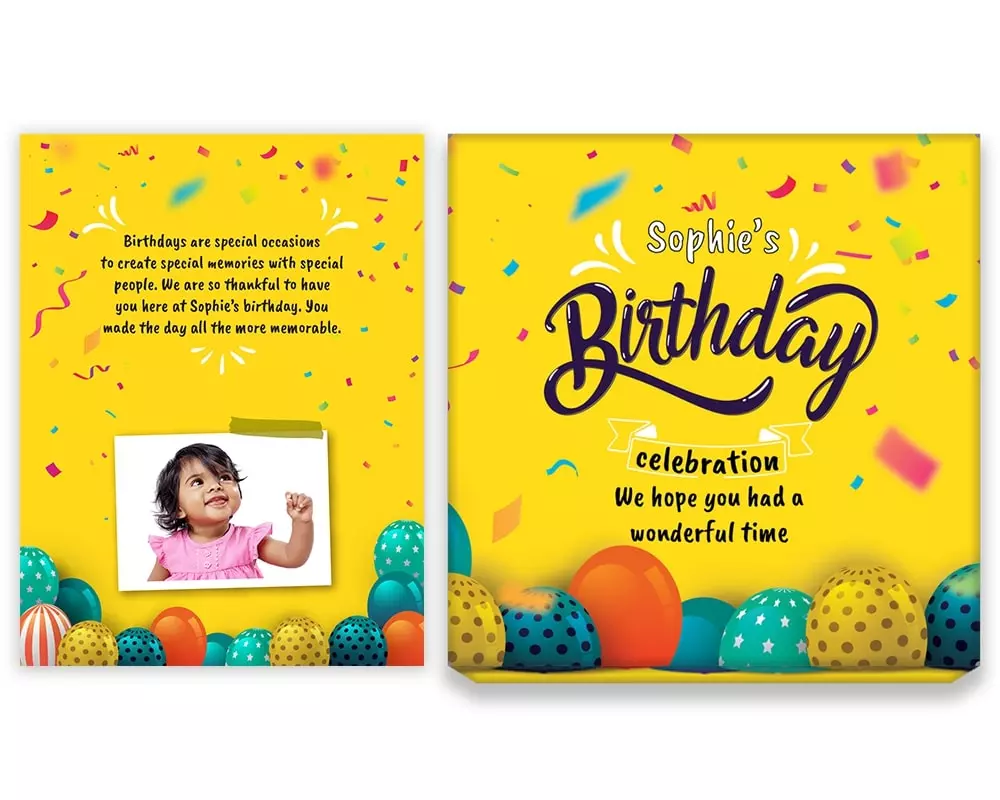 Birthdays are special occasions
to create special memories with special
people. We are so thankful to have
you here at Sophie's birthday. You
made the day all the more memorable.
Sophie's
Birthday
celebration
We hope you had a
wonderful time